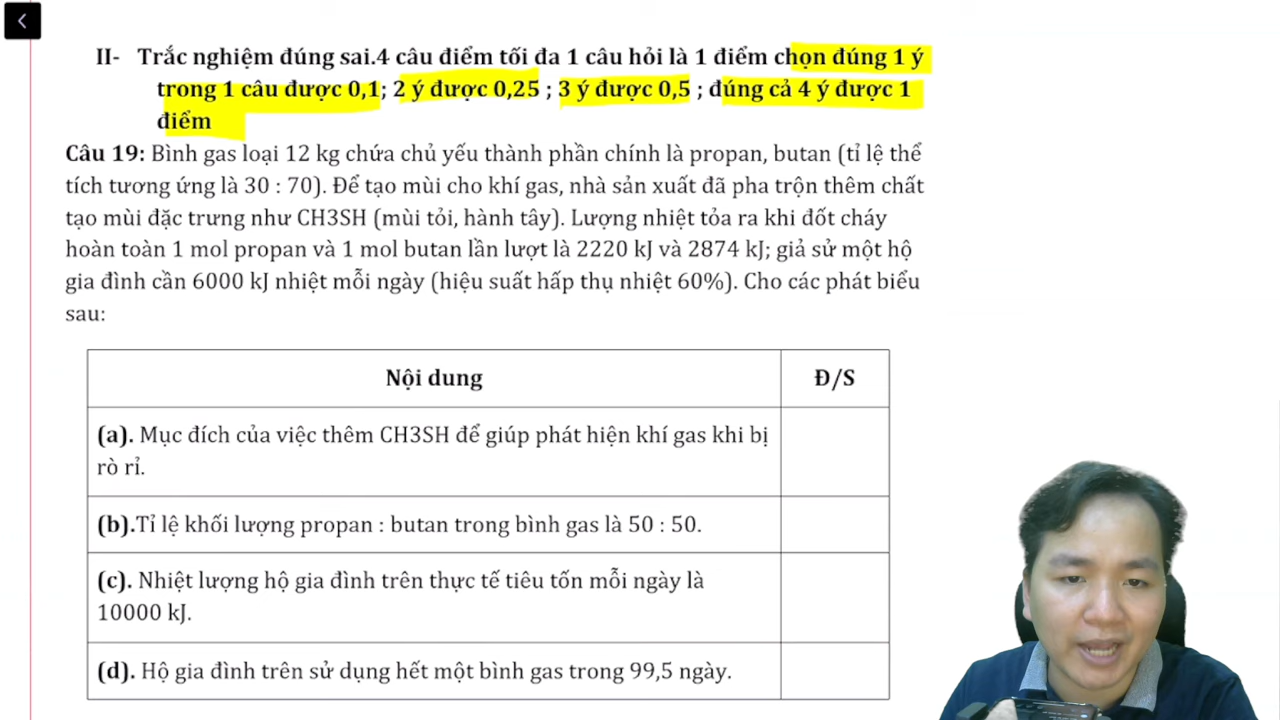 II- Trắc nghiệm đúng sai.4 câu điểm tối đa 1 câu hỏi là 1 điểm chọn đúng 1 ý
trong 1 câu được 0,1; 2 ý được 0,25 ; 3 ý được 0,5 ; đúng cả 4 ý được 1
điểm
Câu 19: Bình gas loại 12 kg chứa chủ yếu thành phần chính là propan, butan (tỉ lệ thể
tích tương ứng là 30 : 70). Để tạo mùi cho khí gas, nhà sản xuất đã pha trộn thêm chất
tạo mùi đặc trưng như CH3SH (mùi tỏi, hành tây). Lượng nhiệt tỏa ra khi đốt cháy
hoàn toàn 1 mol propan và 1 mol butan lần lượt là 2220 kJ và 2874 kJ; giả sử một hộ
gia đình cần 6000 kJ nhiệt mỗi ngày (hiệu suất hấp thụ nhiệt 60%). Cho các phát biểu
sau:
Nội dung Đ/S
(a). Mục đích của việc thêm CH3SH để giúp phát hiện khí gas khi bị
rò rỉ.
(b).Tỉ lệ khối lượng propan : butan trong bình gas là 50 : 50.
(c). Nhiệt lượng hộ gia đình trên thực tế tiêu tốn mỗi ngày là
10000 kJ.
(d). Hộ gia đình trên sử dụng hết một bình gas trong 99,5 ngày.